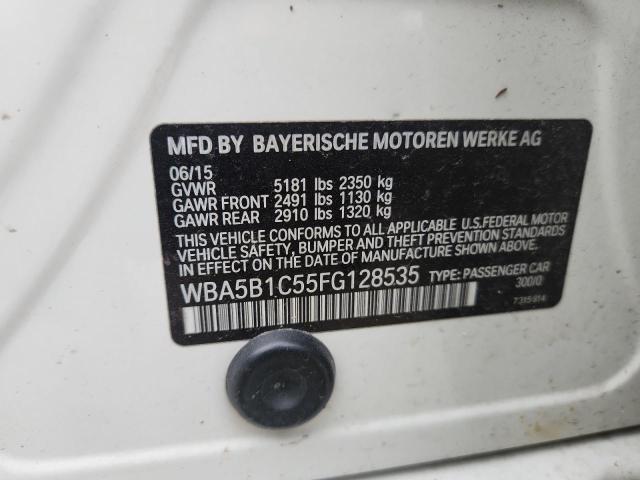 MFD BY BAYERISCHE MOTOREN WERKE AG
06/15
GVWR 5181 lbs 2350 kg
GAWR FRONT 2491 lbs 1130 kg
GAWR REAR 2910 lbs 1320 kg
THIS VEHICLE CONFORMS TO ALL APPLICABLE U.S.FEDERAL MOTOR
VEHICLE SAFETY, BUMPER AND THEFT PREVENTION STANDARDS
IN EFFECT ON THE DATE OF MANUFACTURE SHOWN ABOVE.
WBA5B1C55FG128535 TYPE: PASSENGER CAR
300/0
7315914